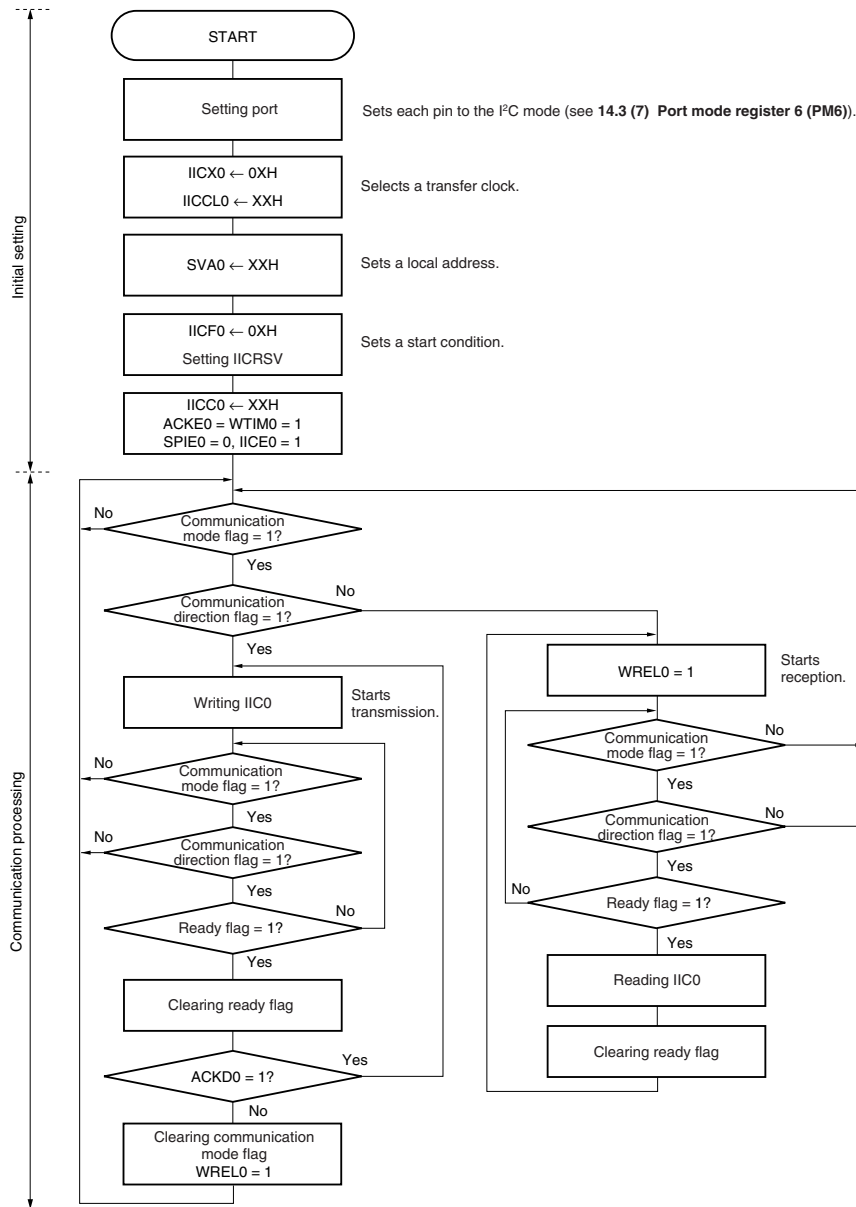 START
Setting port
Sets each pin to the I²C mode (see 14.3 (7) Port mode register 6 (PM6)).
IICX0 ← 0XH
IICCL0 ← XXH
Selects a transfer clock.
SVA0 ← XXH
Sets a local address.
IICF0 ← 0XH
Setting IICRSV
Sets a start condition.
IICC0 ← XXH
ACKE0 = WTIM0 = 1
SPIE0 = 0, IICE0 = 1
Initial setting
Communication processing
Communication
mode flag = 1?
No
Yes
Communication
direction flag = 1?
No
Yes
Writing IIC0
Starts
transmission.
Communication
mode flag = 1?
No
Yes
Communication
direction flag = 1?
No
Yes
Ready flag = 1?
No
Yes
Clearing ready flag
ACKD0 = 1?
Yes
No
Clearing communication
mode flag
WREL0 = 1
WREL0 = 1
Starts
reception.
Communication
mode flag = 1?
No
Yes
Communication
direction flag = 1?
No
Yes
Ready flag = 1?
No
Yes
Reading IIC0
Clearing ready flag